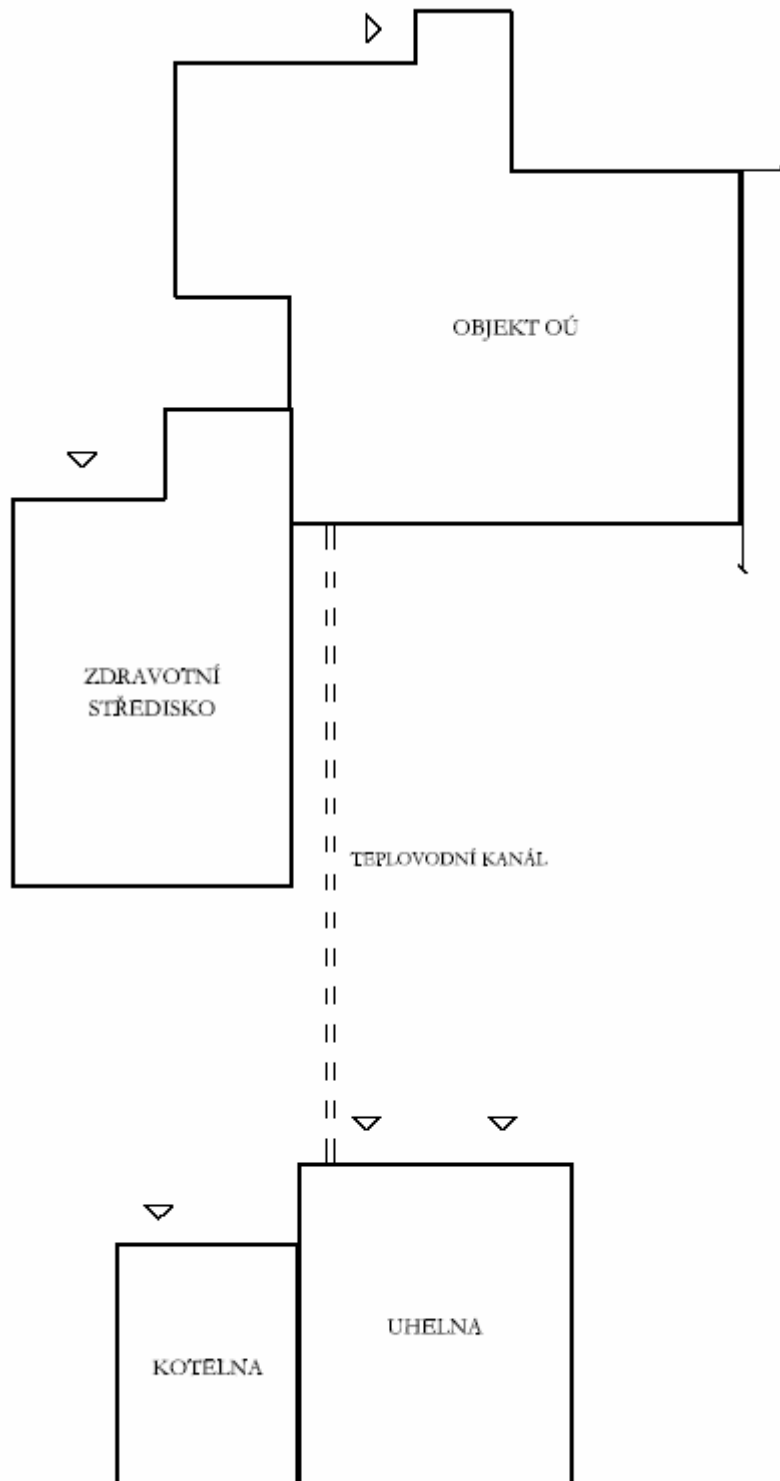 OBJEKT OÚ
ZDRAVOTNÍ
STŘEDISKO
TEPLOVODNÍ KANÁL
UHELNA
KOTELNA